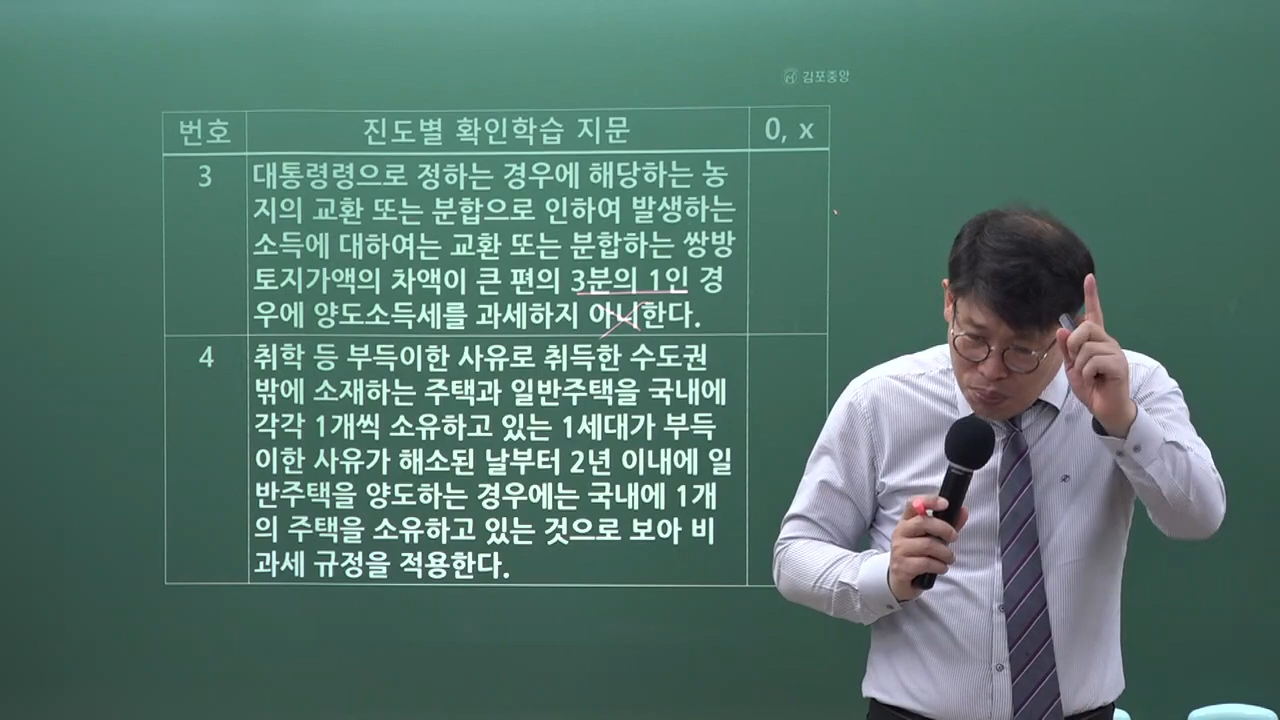 김포중앙
번호 진도별 확인학습 지문 0, x
3 대통령령으로 정하는 경우에 해당하는 농
지의 교환 또는 분합으로 인하여 발생하는
소득에 대하여는 교환 또는 분합하는 쌍방
토지가액의 차액이 큰 편의 3분의 1인 경
우에 양도소득세를 과세하지 아니한다.
4 취학 등 부득이한 사유로 취득한 수도권
밖에 소재하는 주택과 일반주택을 국내에
각각 1개씩 소유하고 있는 1세대가 부득
이한 사유가 해소된 날부터 2년 이내에 일
반주택을 양도하는 경우에는 국내에 1개
의 주택을 소유하고 있는 것으로 보아 비
과세 규정을 적용한다.